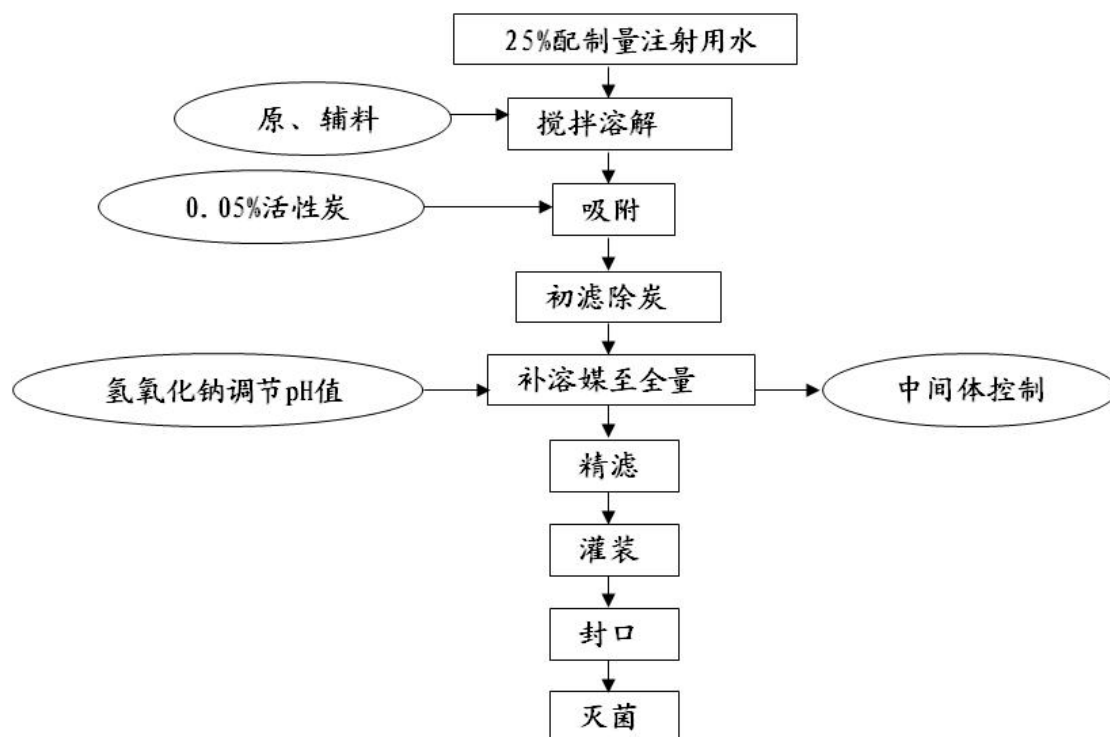 25%配制量注射用水
原、辅料
搅拌溶解
0.05%活性炭
吸附
初滤除炭
氢氧化钠调节pH值
补溶媒至全量
中间体控制
精滤
灌装
封口
灭菌